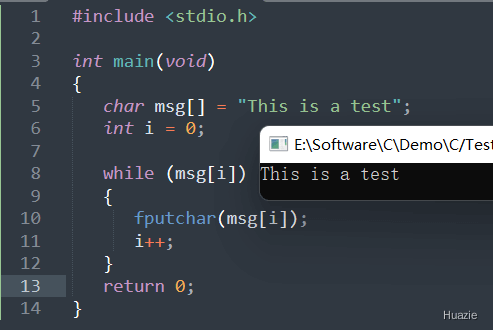 1 #include <stdio.h>
2
3 int main(void)
4 {
5 char msg[] = "This is a test";
6 int i = 0;
7
8 while (msg[i])
9 {
10 fputchar(msg[i]);
11 i++;
12 }
13 return 0;
14 }
E:\Software\C\Demo\C/Test
This is a test
Huazie